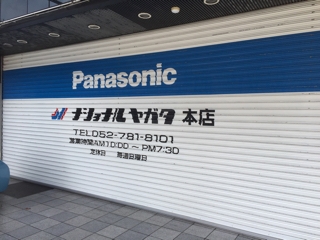 Panasonic
ナショナルヤガタ 本店
TEL052-781-8101
営業時間AM10:00～PM7:30
定休日 毎週日曜日